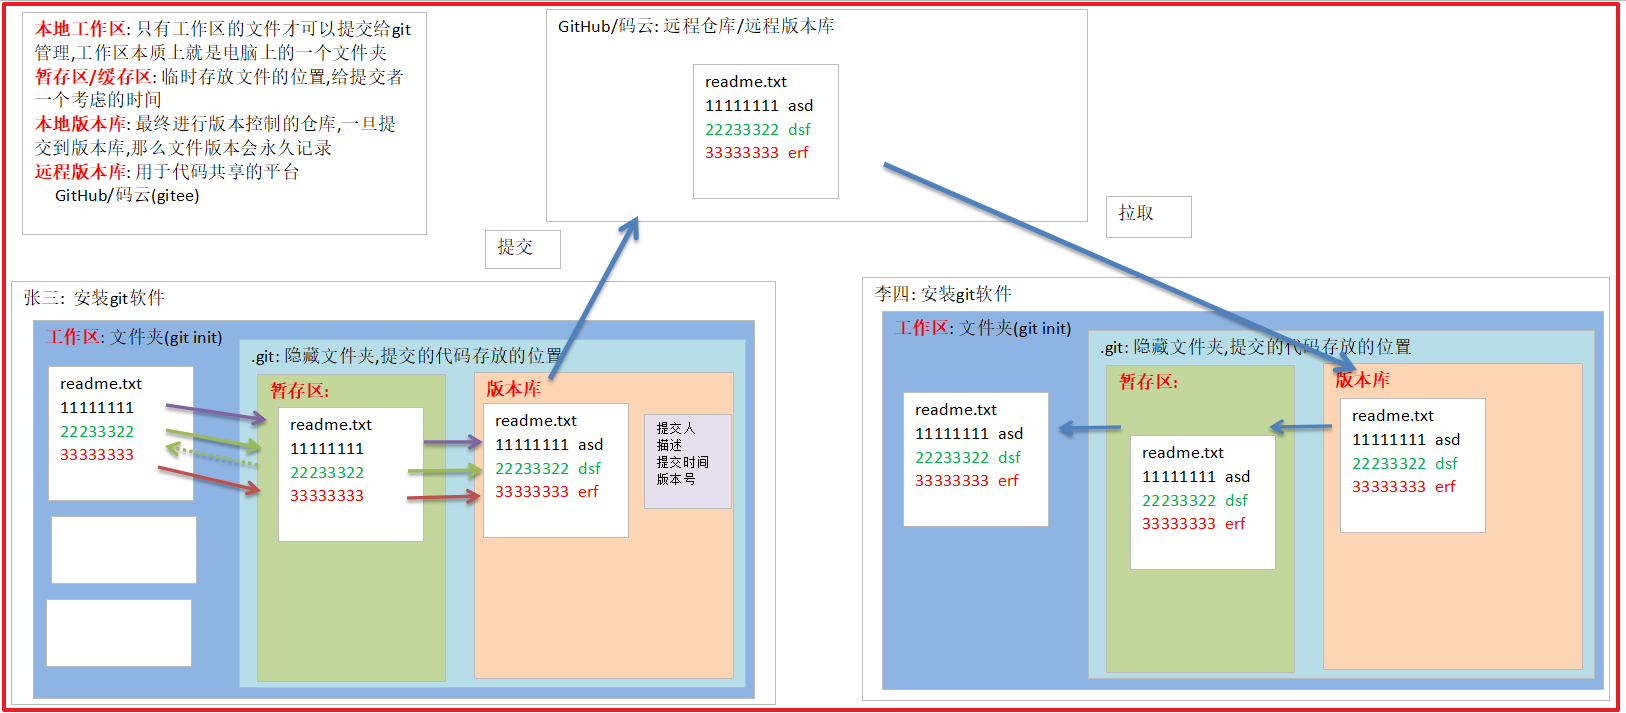 本地工作区: 只有工作区的文件才可以提交给git
管理,工作区本质上就是电脑上的一个文件夹
暂存区/缓存区: 临时存放文件的位置,给提交者
一个考虑的时间
本地版本库: 最终进行版本控制的仓库,一旦提
交到版本库,那么文件版本会永久记录
远程版本库: 用于代码共享的平台
GitHub/码云(gitee)
GitHub/码云: 远程仓库/远程版本库
readme.txt
11111111 asd
22233322 dsf
33333333 erf
提交
拉取
张三: 安装git软件
工作区: 文件夹(git init)
.git: 隐藏文件夹,提交的代码存放的位置
readme.txt
11111111
22233322
33333333
暂存区:
readme.txt
11111111
22233322
33333333
版本库
readme.txt
11111111 asd
22233322 dsf
33333333 erf
提交人
描述
提交时间
版本号
李四: 安装git软件
工作区: 文件夹(git init)
.git: 隐藏文件夹,提交的代码存放的位置
readme.txt
11111111 asd
22233322 dsf
33333333 erf
暂存区:
readme.txt
11111111 asd
22233322 dsf
33333333 erf
版本库
readme.txt
11111111 asd
22233322 dsf
33333333 erf